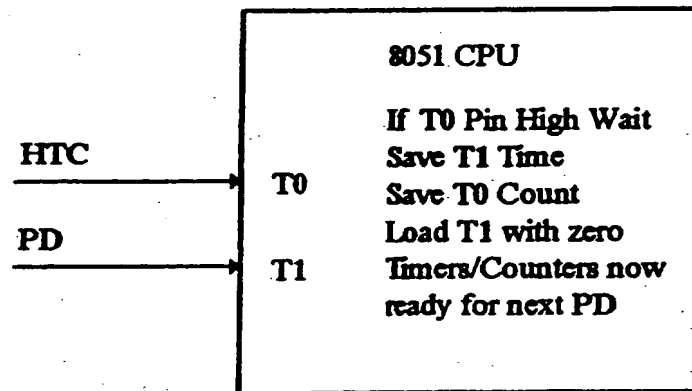 8051 CPU
If T0 Pin High Wait
HTC
Save T1 Time
T0
Save T0 Count
PD
Load T1 with zero
T1
Timers/Counters now
ready for next PD